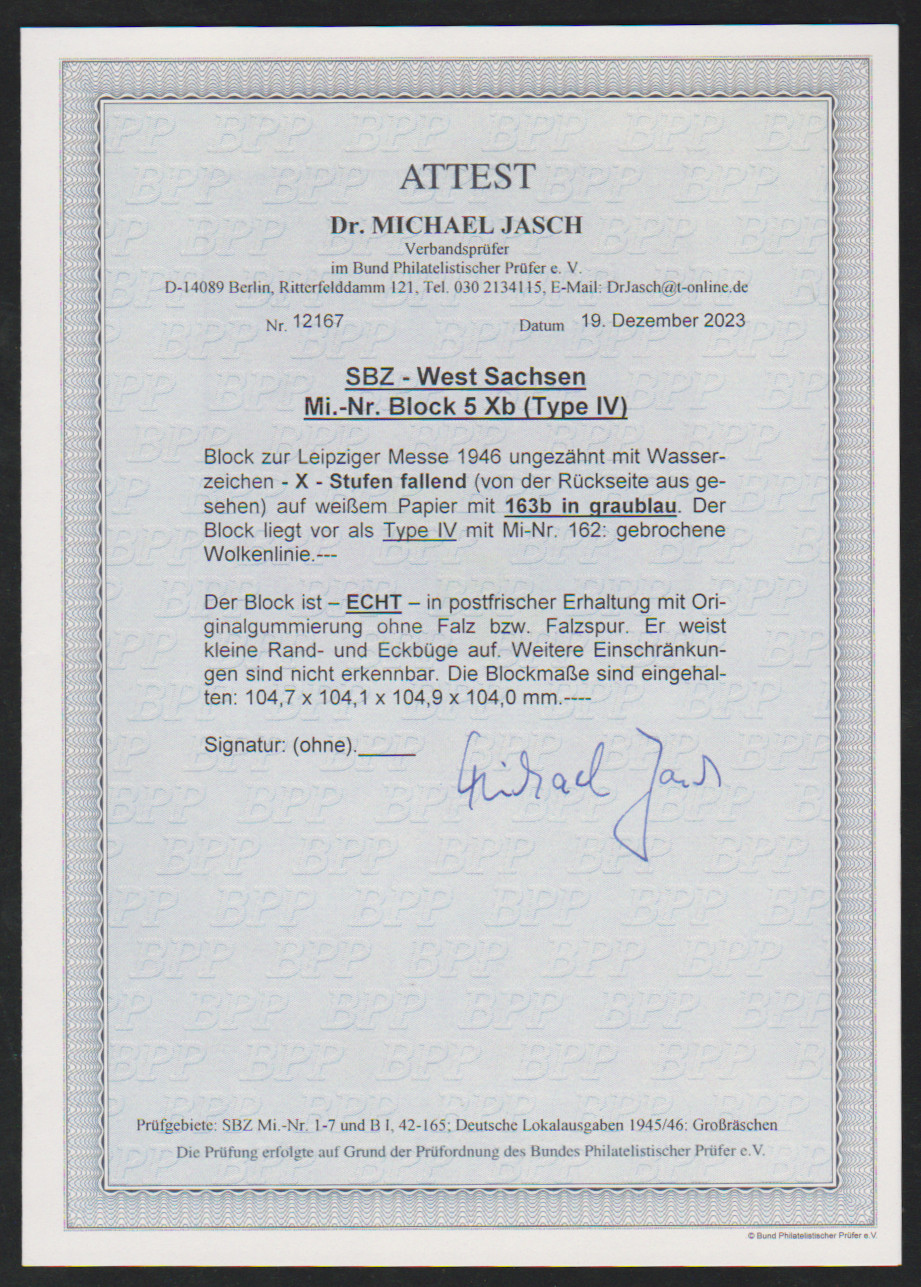 ATTEST
Dr. MICHAEL JASCH
Verbandsprüfer
im Bund Philatelistischer Prüfer e. V.
D-14089 Berlin, Ritterfelddamm 121, Tel. 030 2134115, E-Mail: DrJasch@t-online.de
Nr. 12167 Datum 19. Dezember 2023
SBZ - West Sachsen
Mi.-Nr. Block 5 Xb (Type IV)
Block zur Leipziger Messe 1946 ungezähnt mit Wasser-
zeichen - X - Stufen fallend (von der Rückseite aus ge-
sehen) auf weißem Papier mit 163b in graublau. Der
Block liegt vor als Type IV mit Mi-Nr. 162: gebrochene
Wolkenlinie.---
Der Block ist – ECHT – in postfrischer Erhaltung mit Ori-
ginalgummierung ohne Falz bzw. Falzspur. Er weist
kleine Rand- und Eckbüge auf. Weitere Einschränkun-
gen sind nicht erkennbar. Die Blockmaße sind eingehal-
ten: 104,7 x 104,1 x 104,9 x 104,0 mm.----
Signatur: (ohne).
Michael Jasch
Prüfgebiete: SBZ Mi.-Nr. 1-7 und B I, 42-165; Deutsche Lokalausgaben 1945/46: Großräschen
Die Prüfung erfolgte auf Grund der Prüfordnung des Bundes Philatelistischer Prüfer e.V.
© Bund Philatelistischer Prüfer e.V.